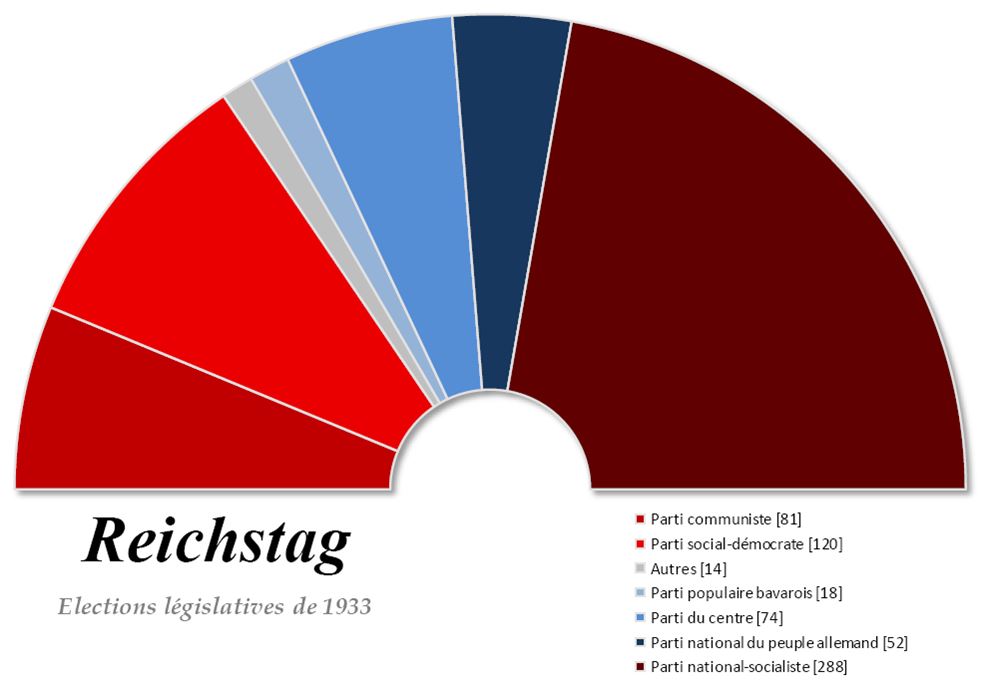 Reichstag
Elections législatives de 1933
Parti communiste [81]
Parti social-démocrate [120]
Autres [14]
Parti populaire bavarois [18]
Parti du centre [74]
Parti national du peuple allemand [52]
Parti national-socialiste [288]